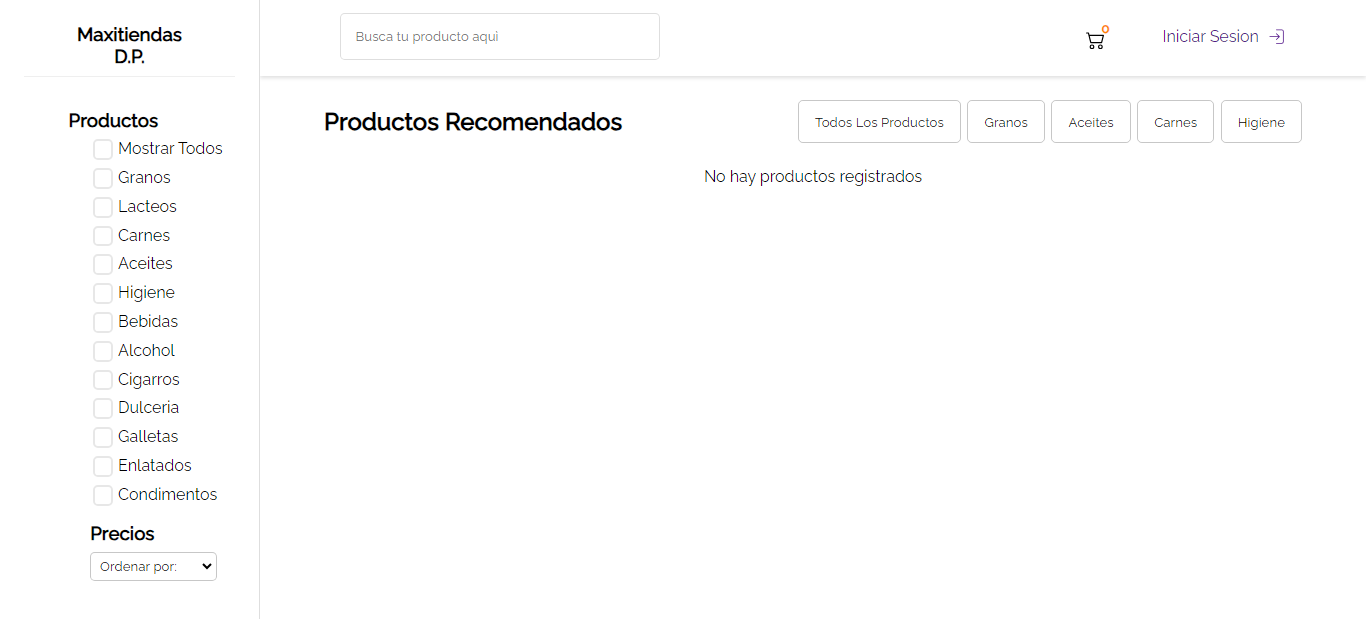 Maxitiendas
D.P.
Productos
Mostrar Todos
Granos
Lacteos
Carnes
Aceites
Higiene
Bebidas
Alcohol
Cigarros
Dulceria
Galletas
Enlatados
Condimentos
Precios
Ordenar por:
Busca tu producto aquì
0
Iniciar Sesion
Productos Recomendados
Todos Los Productos
Granos
Aceites
Carnes
Higiene
No hay productos registrados